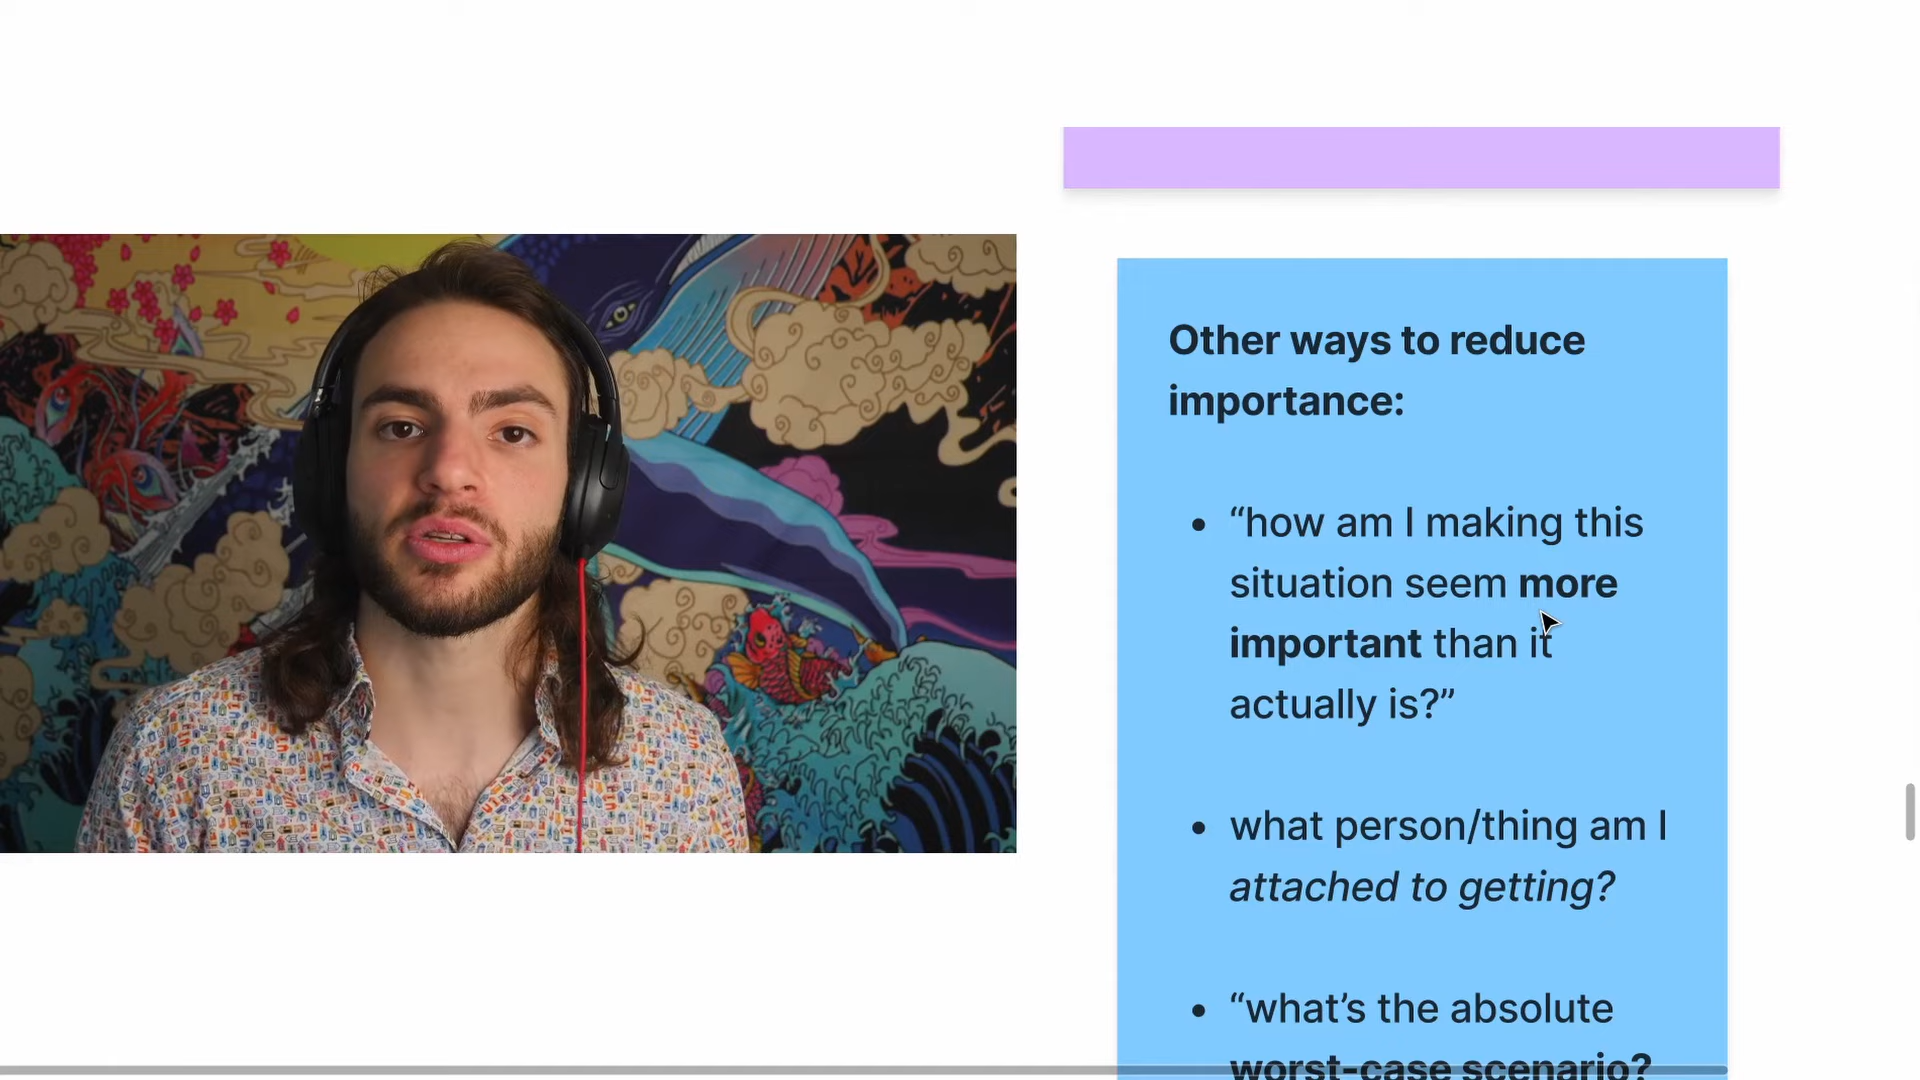 Other ways to reduce
importance:
• “how am I making this
situation seem more
important than it
actually is?”
• what person/thing am I
attached to getting?
• “what’s the absolute
worst-case scenario?